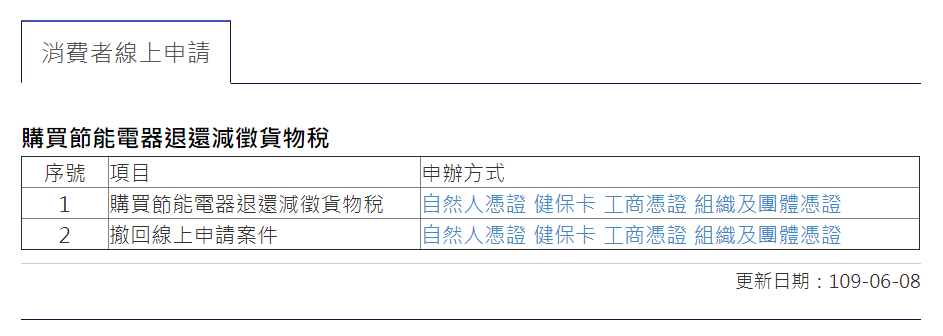 消費者線上申請
購買節能電器退還減徵貨物稅
序號 項目 申辦方式
1 購買節能電器退還減徵貨物稅 自然人憑證 健保卡 工商憑證 組織及團體憑證
2 撤回線上申請案件 自然人憑證 健保卡 工商憑證 組織及團體憑證
更新日期：109-06-08